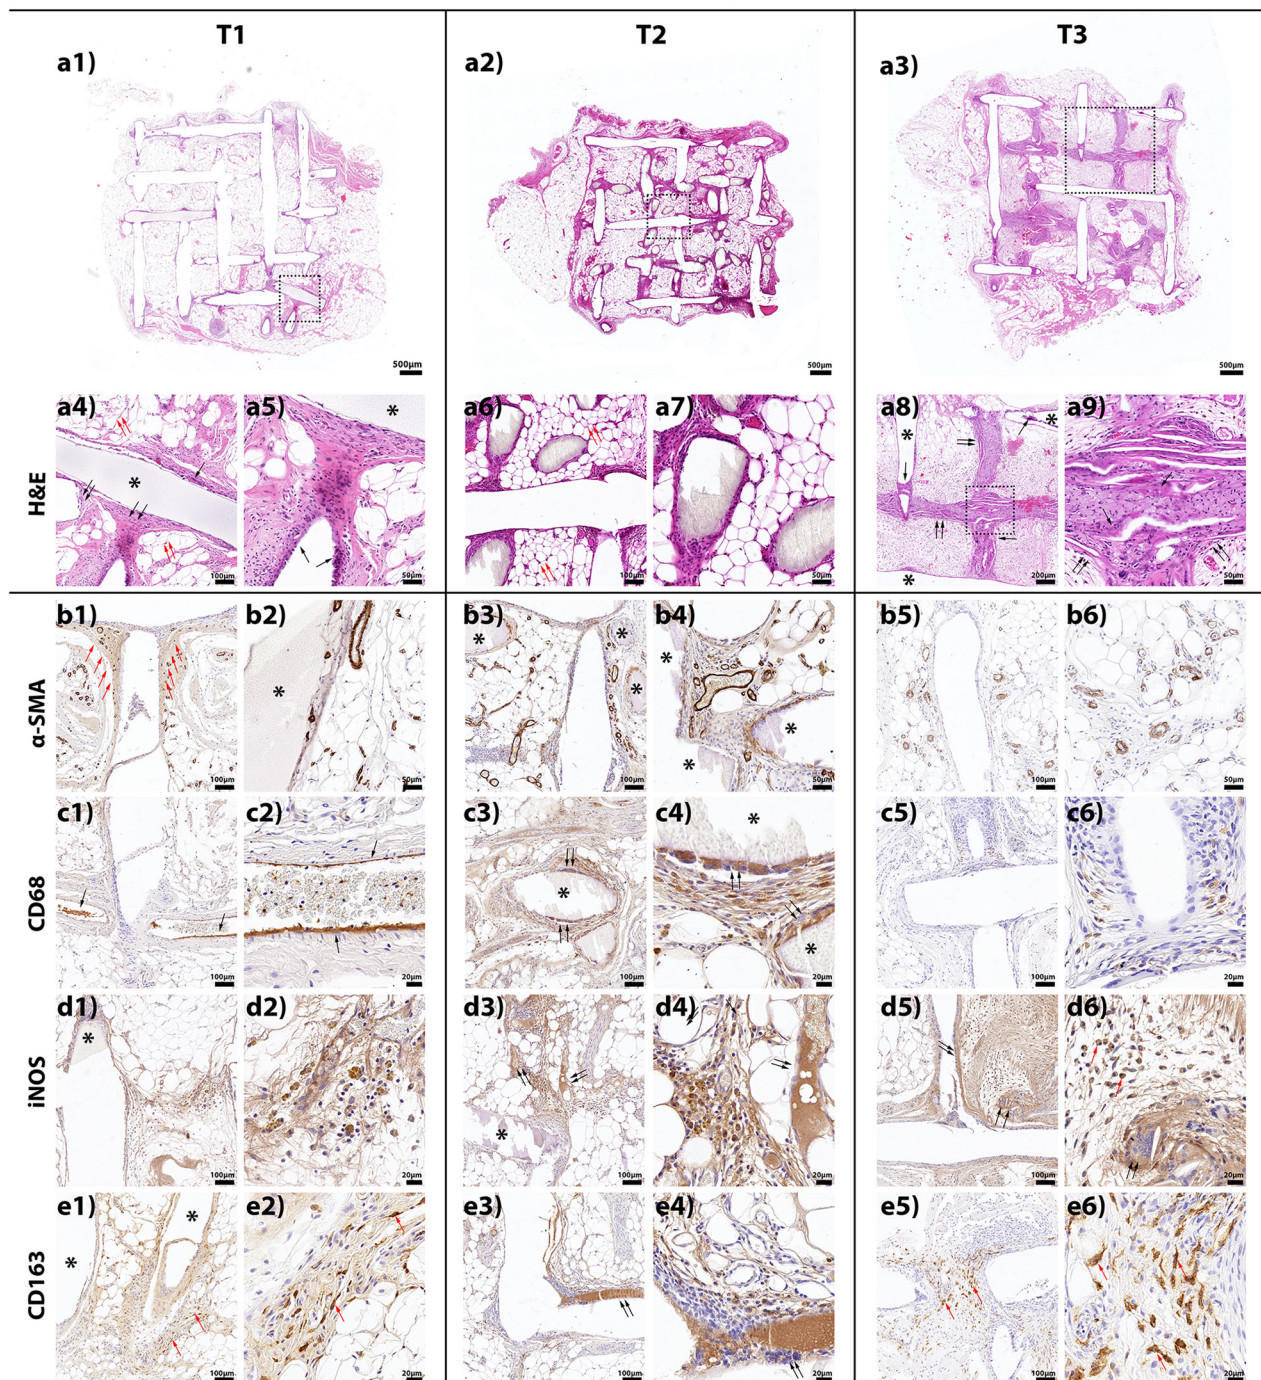 T1 T2 T3
a1) a2) a3)
500µm 500µm 500µm
H&E
a4) a5) a6) a7) a8) a9)
* * * * *
100µm 50µm 100µm 50µm 200µm 50µm
α-SMA
b1) b2) b3) b4) b5) b6)
* * * * * * *
100µm 50µm 100µm 50µm 100µm 50µm
CD68
c1) c2) c3) c4) c5) c6)
* * *
100µm 20µm 100µm 20µm 100µm 20µm
iNOS
d1) d2) d3) d4) d5) d6)
* *
100µm 20µm 100µm 20µm 100µm 20µm
CD163
e1) e2) e3) e4) e5) e6)
* *
100µm 20µm 100µm 20µm 100µm 20µm